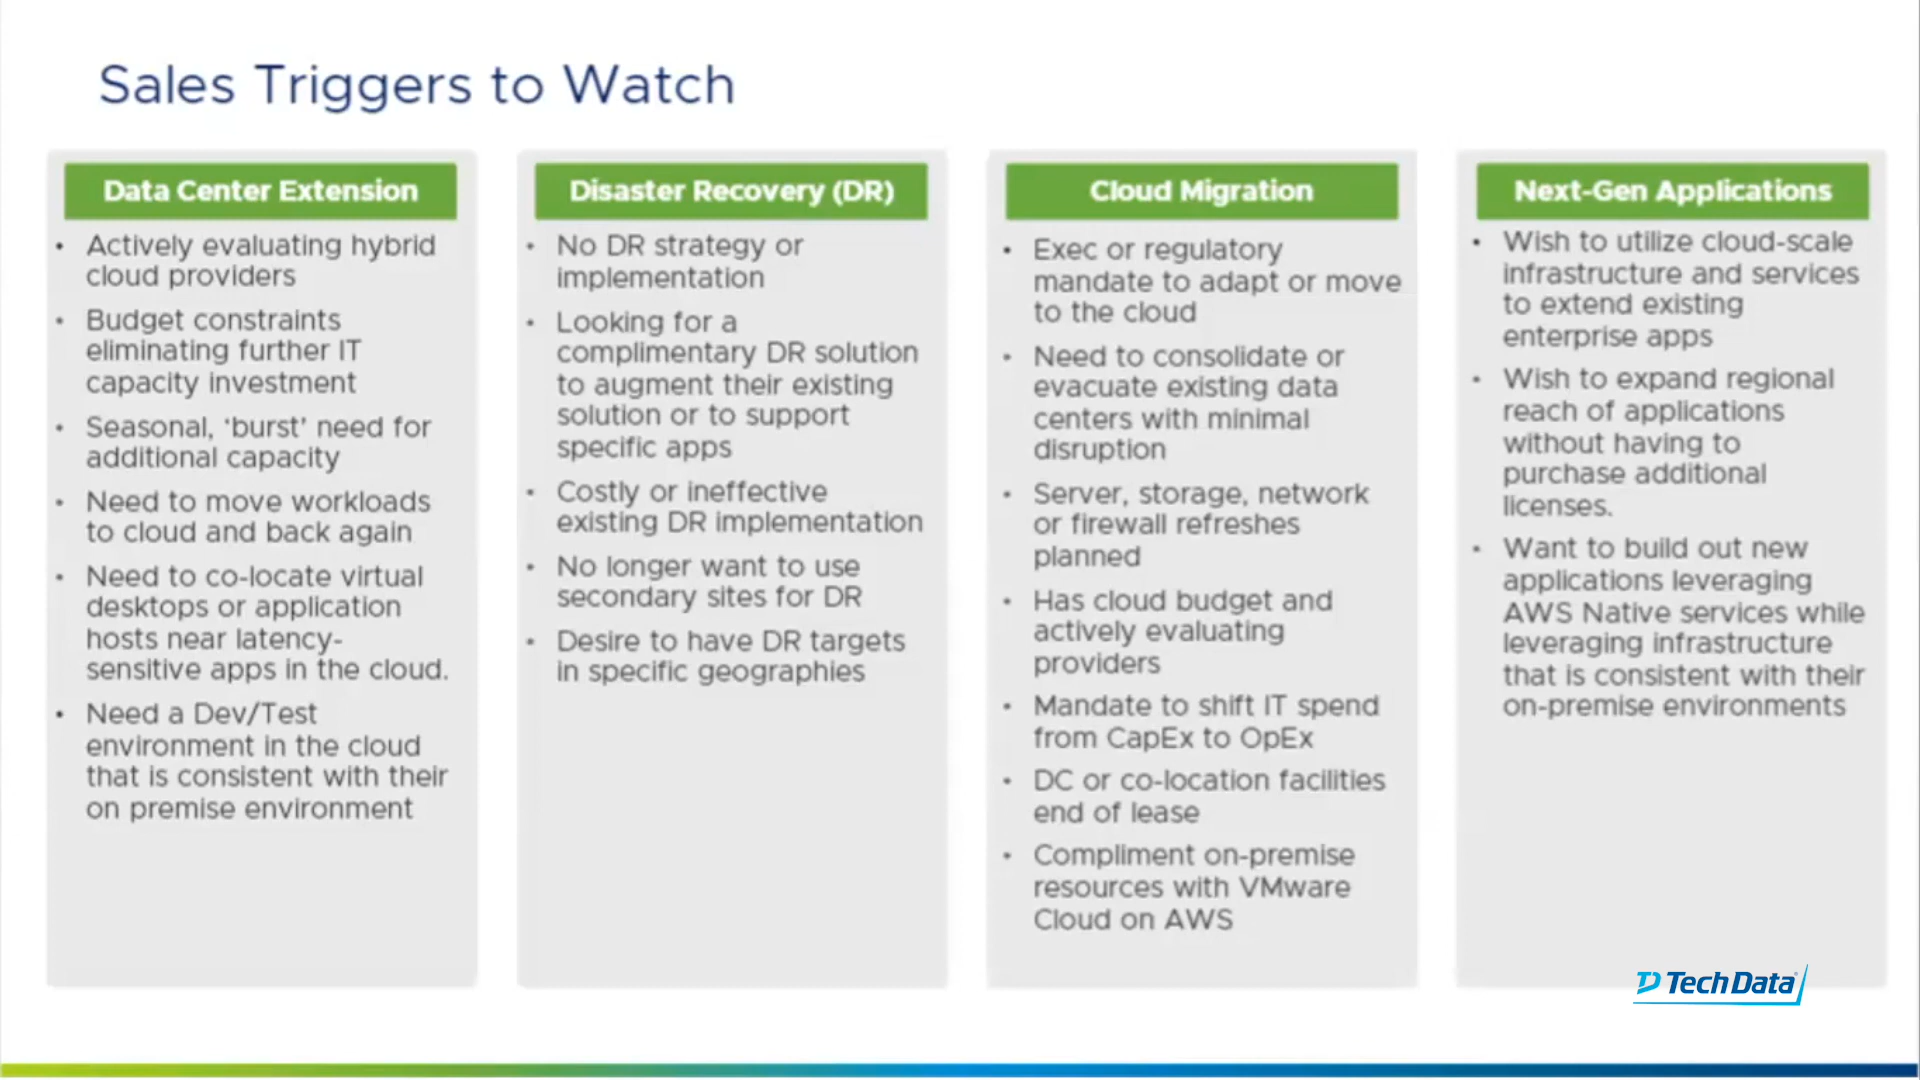 Sales Triggers to Watch
Data Center Extension
• Actively evaluating hybrid
cloud providers
• Budget constraints
eliminating further IT
capacity investment
• Seasonal, ‘burst’ need for
additional capacity
• Need to move workloads
to cloud and back again
• Need to co-locate virtual
desktops or application
hosts near latency-
sensitive apps in the cloud.
• Need a Dev/Test
environment in the cloud
that is consistent with their
on premise environment
Disaster Recovery (DR)
• No DR strategy or
implementation
• Looking for a
complimentary DR solution
to augment their existing
solution or to support
specific apps
• Costly or ineffective
existing DR implementation
• No longer want to use
secondary sites for DR
• Desire to have DR targets
in specific geographies
Cloud Migration
• Exec or regulatory
mandate to adapt or move
to the cloud
• Need to consolidate or
evacuate existing data
centers with minimal
disruption
• Server, storage, network
or firewall refreshes
planned
• Has cloud budget and
actively evaluating
providers
• Mandate to shift IT spend
from CapEx to OpEx
• DC or co-location facilities
end of lease
• Compliment on-premise
resources with VMware
Cloud on AWS
Next-Gen Applications
• Wish to utilize cloud-scale
infrastructure and services
to extend existing
enterprise apps
• Wish to expand regional
reach of applications
without having to
purchase additional
licenses.
• Want to build out new
applications leveraging
AWS Native services while
leveraging infrastructure
that is consistent with their
on-premise environments
TD Tech Data